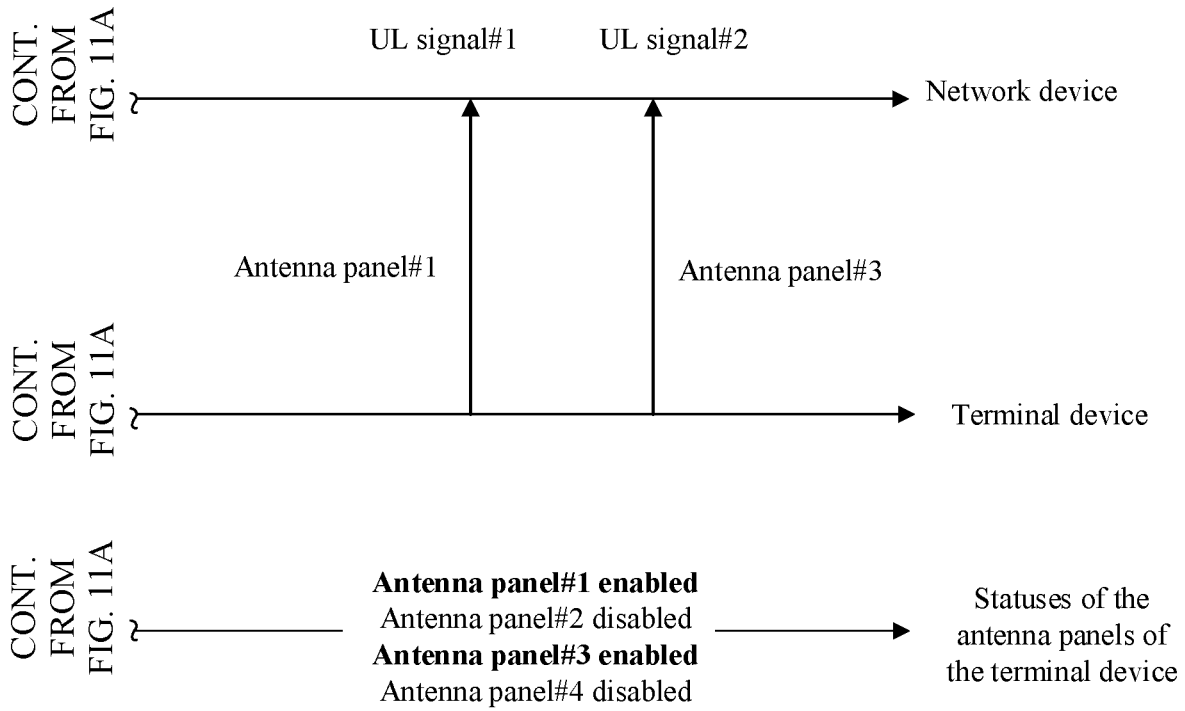 CONT.
FROM
FIG. 11A
UL signal#1
UL signal#2
Network device
Antenna panel#1
Antenna panel#3
CONT.
FROM
FIG. 11A
Terminal device
CONT.
FROM
FIG. 11A
Antenna panel#1 enabled
Antenna panel#2 disabled
Antenna panel#3 enabled
Antenna panel#4 disabled
Statuses of the
antenna panels of
the terminal device